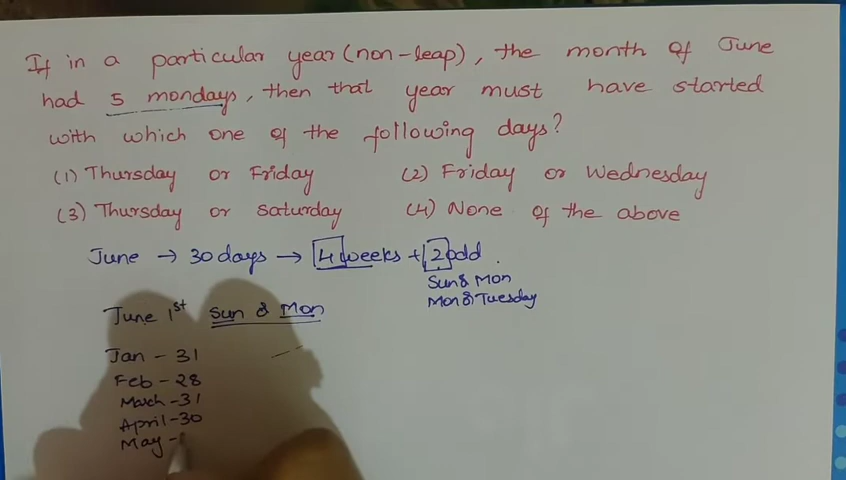 If in a particular year (non-leap), the month of June
had 5 mondays, then that year must have started
with which one of the following days?
(1) Thursday or Friday (2) Friday or Wednesday
(3) Thursday or Saturday (4) None of the above
June → 30 days → 4 weeks + 2 odd.
Sun & Mon
Mon & Tuesday
June 1st Sun & Mon
Jan - 31
Feb - 28
March - 31
April - 30
May -